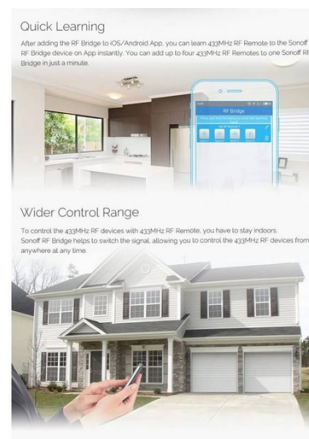 Quick Learning
After adding the RF Bridge to iOS/Android App, you can learn 433MHz RF Remote to the Sonoff
RF Bridge device on App instantly. You can add up to four 433MHz RF Remotes to one Sonoff RF
Bridge in just a minute.
RF Bridge
Wider Control Range
To control the 433MHz RF devices with 433MHz RF Remote, you have to stay indoors.
Sonoff RF Bridge helps to switch the signal, allowing you to control the 433MHz RF devices from
anywhere at any time.